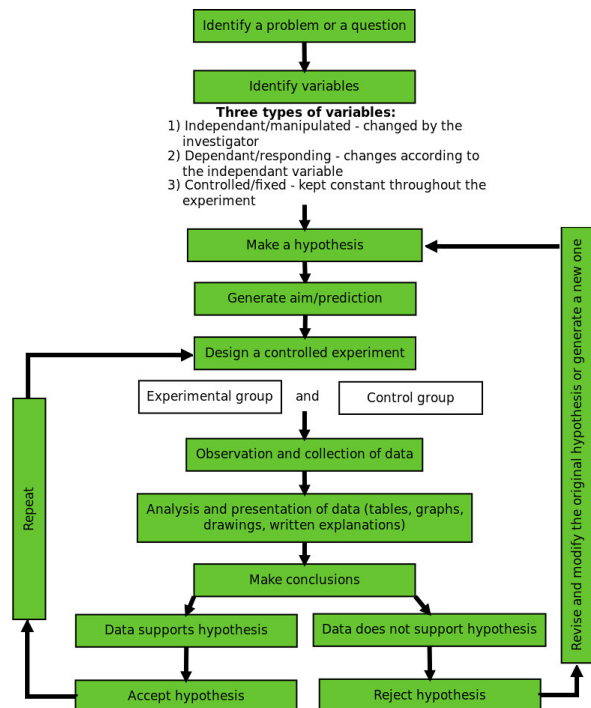 Identify a problem or a question
Identify variables
Three types of variables:
1) Independant/manipulated - changed by the
investigator
2) Dependant/responding - changes according to
the independant variable
3) Controlled/fixed - kept constant throughout the
experiment
Make a hypothesis
Generate aim/prediction
Design a controlled experiment
Experimental group and Control group
Observation and collection of data
Analysis and presentation of data (tables, graphs,
drawings, written explanations)
Make conclusions
Data supports hypothesis
Data does not support hypothesis
Accept hypothesis
Reject hypothesis
Repeat
Revise and modify the original hypothesis or generate a new one